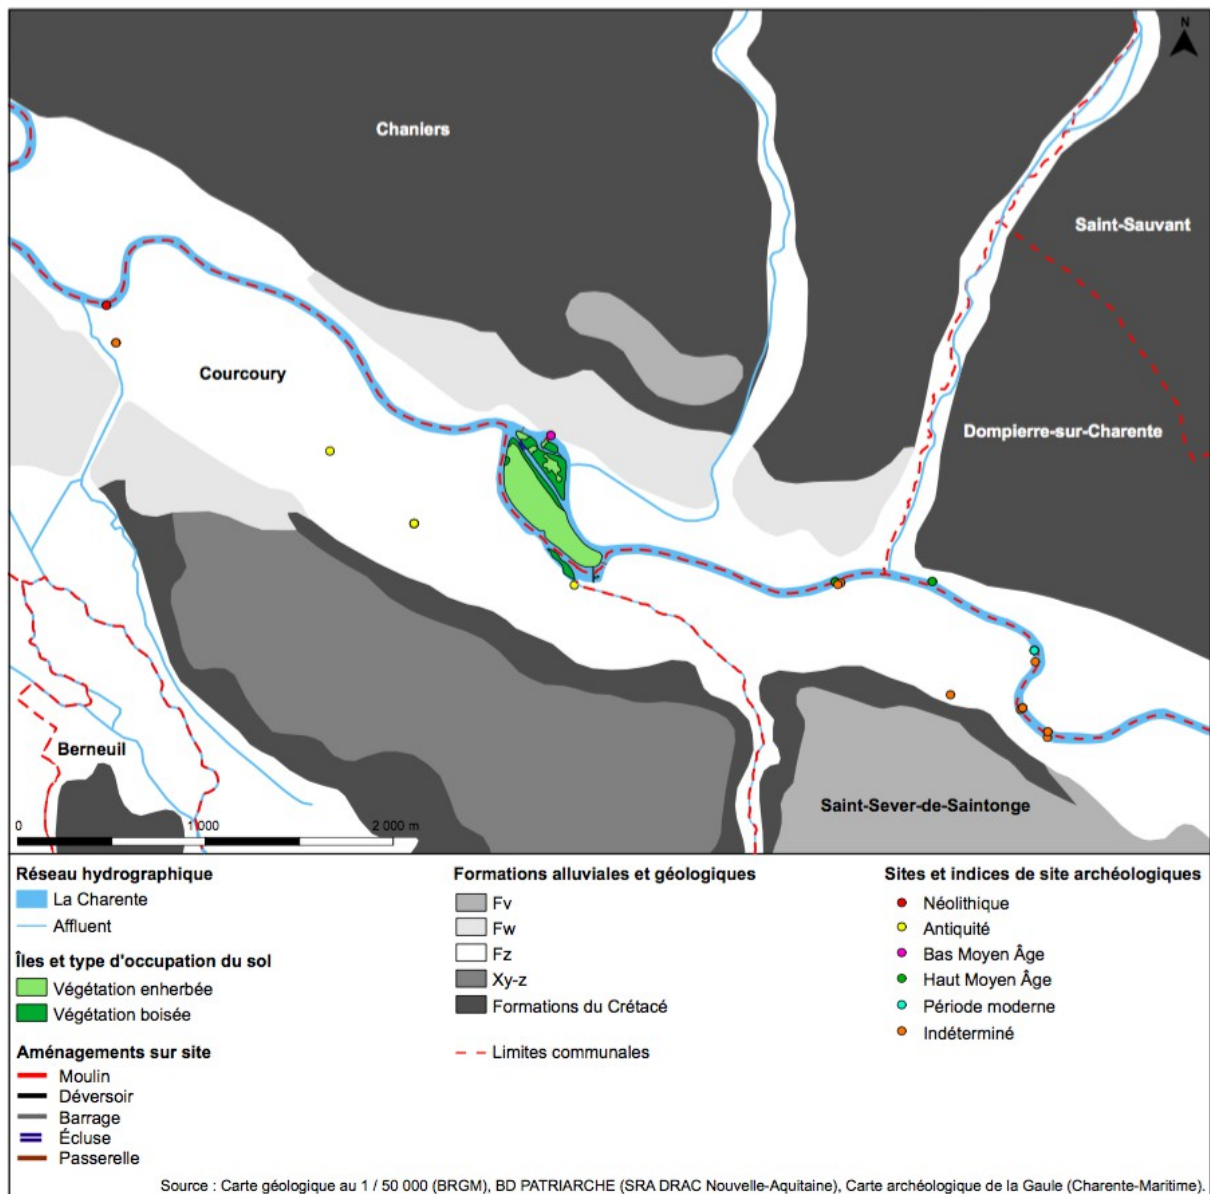 N
Chaniers
Saint-Sauvant
Courcoury
Dompierre-sur-Charente
Berneuil
Saint-Sever-de-Saintonge
0 1 000 2 000 m
Réseau hydrographique
La Charente
Affluent
Îles et type d'occupation du sol
Végétation enherbée
Végétation boisée
Aménagements sur site
Moulin
Déversoir
Barrage
Écluse
Passerelle
Formations alluviales et géologiques
Fv
Fw
Fz
Xy-z
Formations du Crétacé
Limites communales
Sites et indices de site archéologiques
Néolithique
Antiquité
Bas Moyen Âge
Haut Moyen Âge
Période moderne
Indéterminé
Source : Carte géologique au 1 / 50 000 (BRGM), BD PATRIARCHE (SRA DRAC Nouvelle-Aquitaine), Carte archéologique de la Gaule (Charente-Maritime).